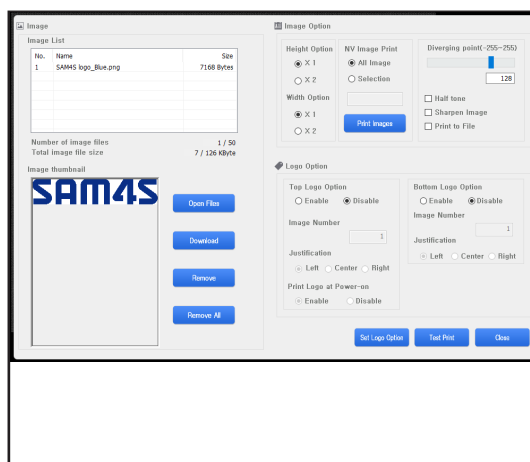 Image
Image List
No. Name Size
1 SAM4S logo_Blue.png 7168 Bytes
Number of image files 1 / 50
Total image file size 7 / 126 KByte
Image thumbnail
SAM4S
Open Files
Download
Remove
Remove All
Image Option
Height Option
X 1
X 2
Width Option
X 1
X 2
NV Image Print
All Image
Selection
Print Images
Diverging point(-255~255)
128
Half tone
Sharpen Image
Print to File
Logo Option
Top Logo Option
Enable Disable
Image Number
1
Justification
Left Center Right
Print Logo at Power-on
Enable Disable
Bottom Logo Option
Enable Disable
Image Number
1
Justification
Left Center Right
Set Logo Option Test Print Close